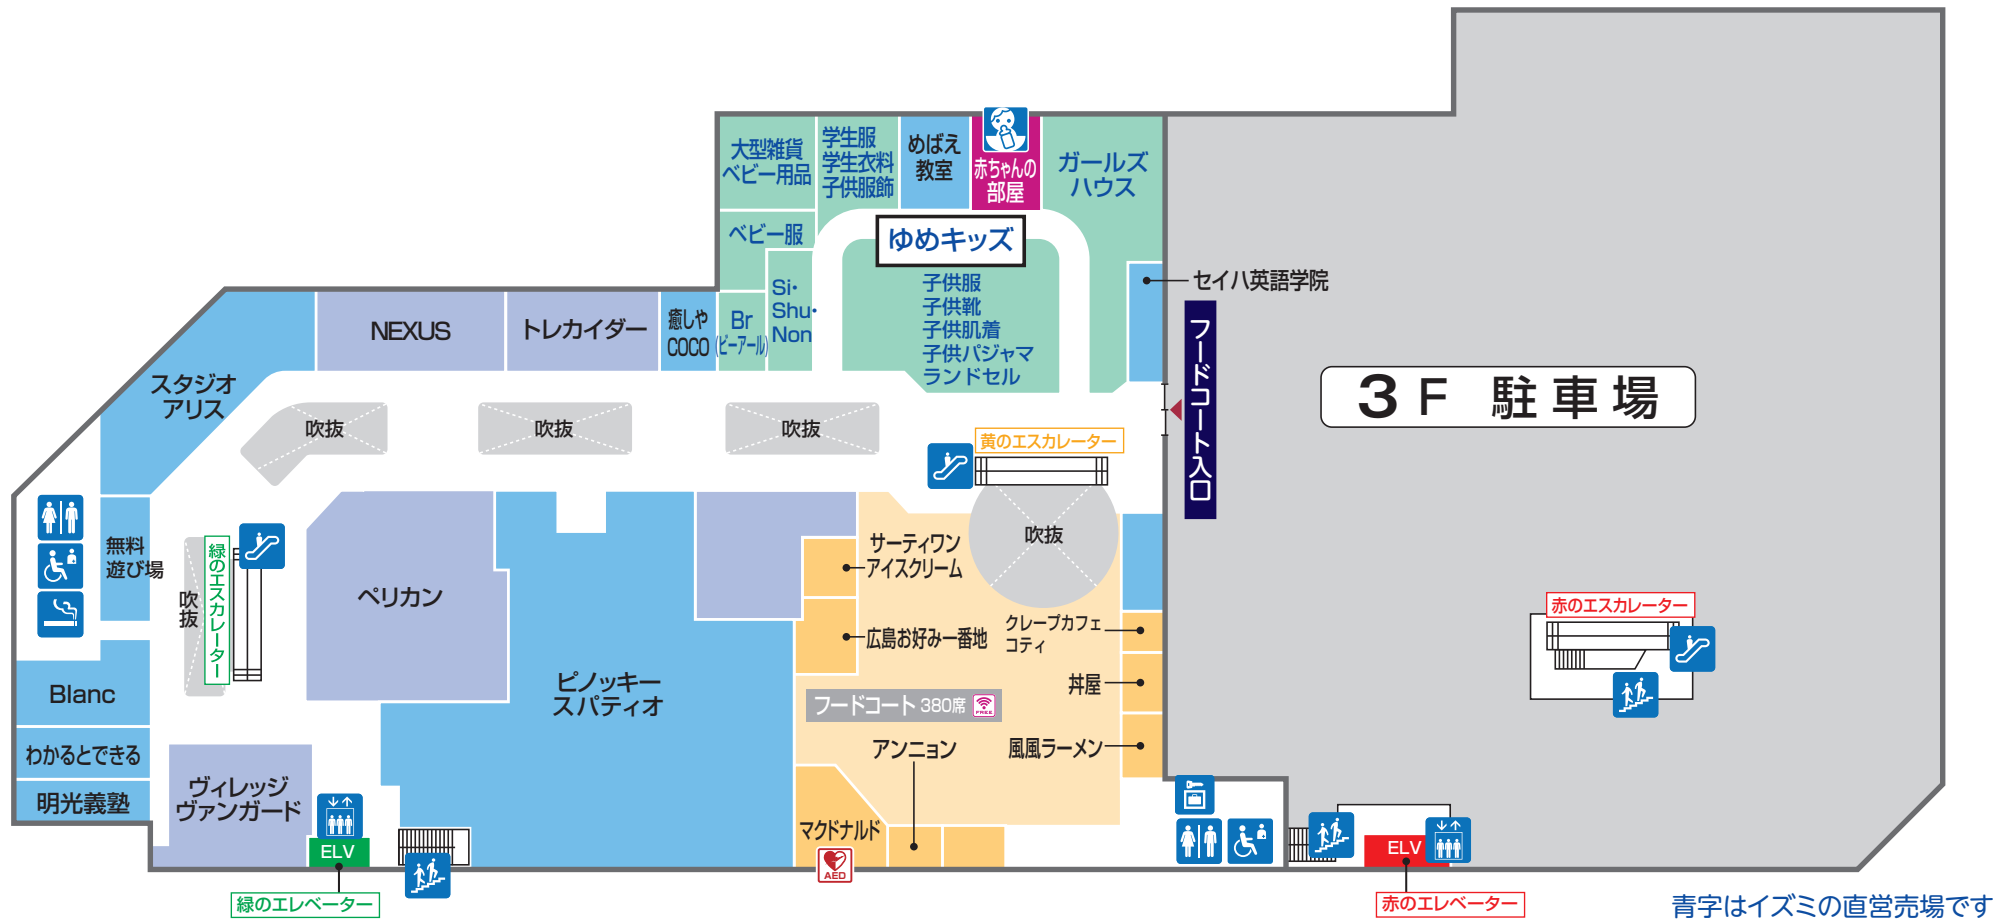 大型雑貨
ベビー用品
学生服
学生衣料
子供服飾
めばえ
教室
赤ちゃんの
部屋
ガールズ
ハウス
ベビー服
ゆめキッズ
子供服
子供靴
子供肌着
子供パジャマ
ランドセル
Si・
Shu・
Non
Br
(ビーアール)
セイハ英語学院
フードコート入口
3F 駐車場
NEXUS
トレカイダー
癒しや
COCO
スタジオ
アリス
吹抜
吹抜
吹抜
黄のエスカレーター
吹抜
無料
遊び場
吹抜
緑のエスカレーター
ペリカン
サーティワン
アイスクリーム
広島お好み一番地
クレープカフェ
コティ
丼屋
風風ラーメン
フードコート 380席
FREE
アンニョン
マクドナルド
AED
ピノッキー
スパティオ
Blanc
わかるとできる
明光義塾
ヴィレッジ
ヴァンガード
ELV
緑のエレベーター
赤のエスカレーター
ELV
赤のエレベーター
青字はイズミの直営売場です